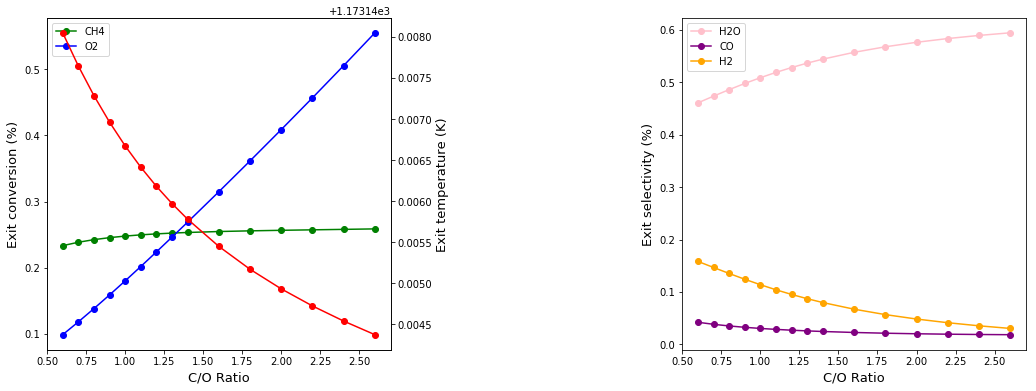 +1.17314e3
CH4
O2
0.5
0.4
0.3
0.2
0.1
Exit conversion (%)
0.0080
0.0075
0.0070
0.0065
0.0060
0.0055
0.0050
0.0045
Exit temperature (K)
0.50 0.75 1.00 1.25 1.50 1.75 2.00 2.25 2.50
C/O Ratio
H2O
CO
H2
0.6
0.5
0.4
0.3
0.2
0.1
0.0
Exit selectivity (%)
0.50 0.75 1.00 1.25 1.50 1.75 2.00 2.25 2.50
C/O Ratio